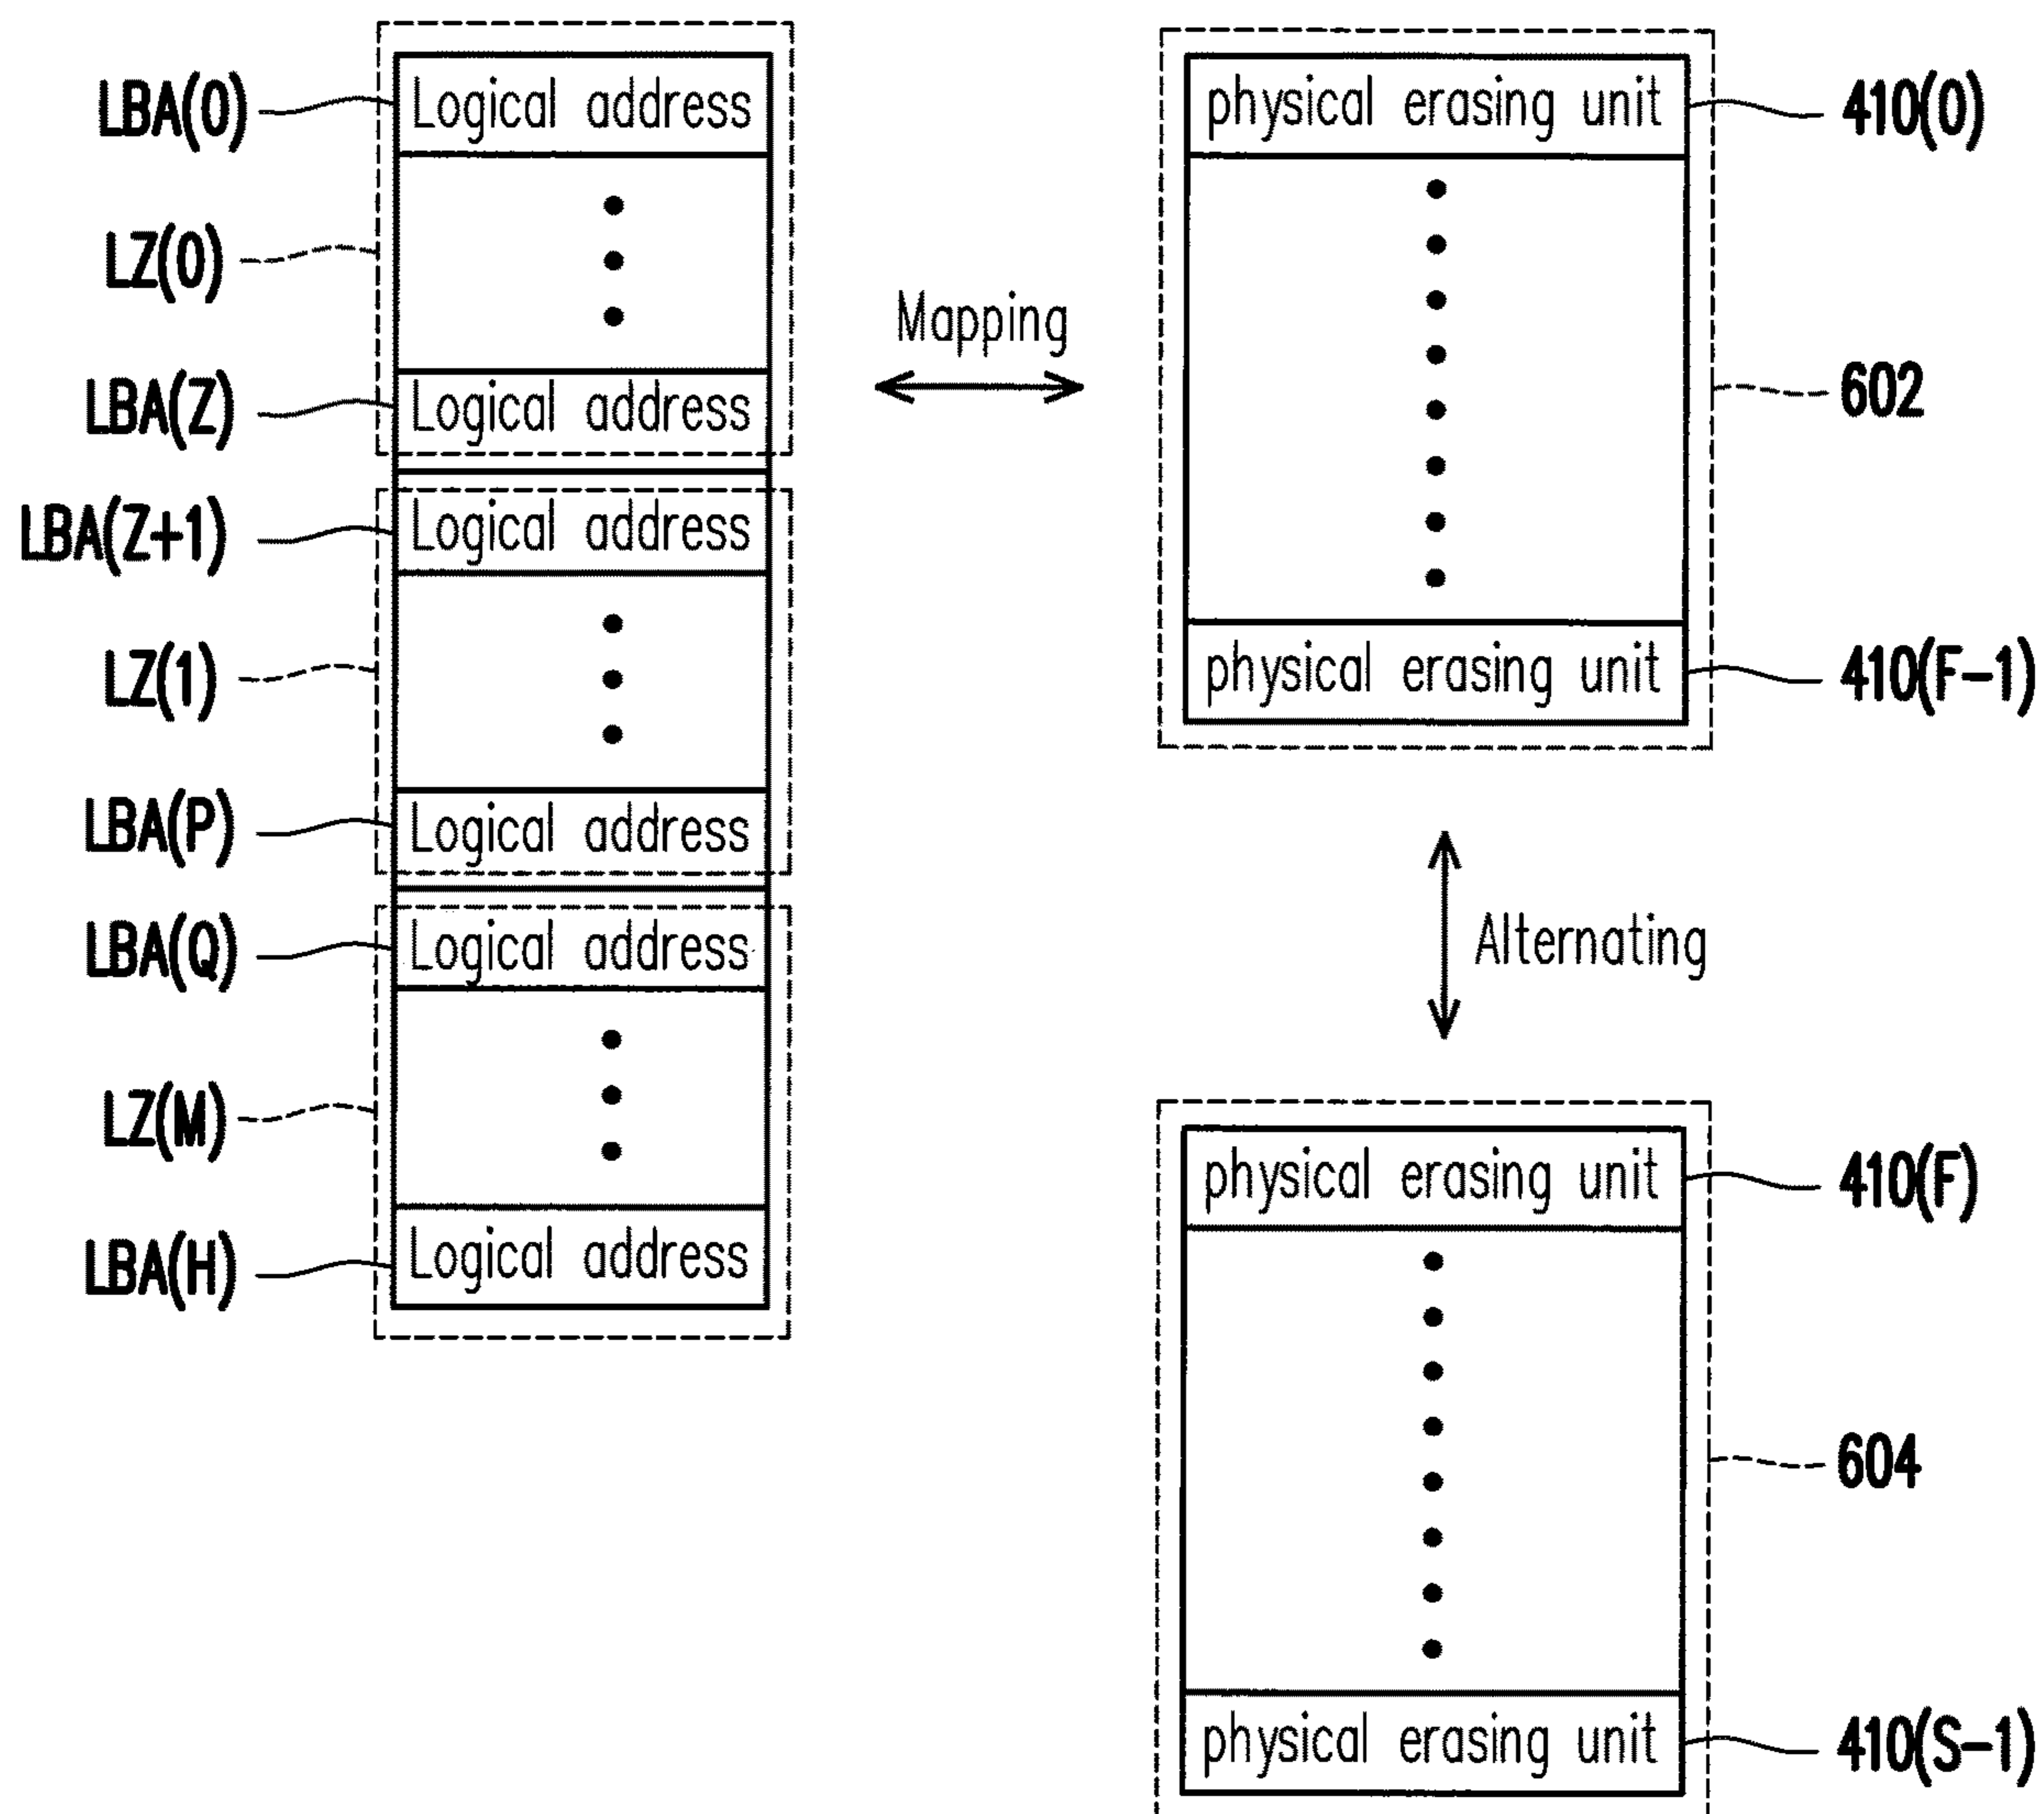 LBA(0)
Logical address
LZ(0)
LBA(Z)
Logical address
LBA(Z+1)
Logical address
LZ(1)
LBA(P)
Logical address
LBA(Q)
Logical address
LZ(M)
LBA(H)
Logical address
Mapping
physical erasing unit
410(0)
602
physical erasing unit
410(F-1)
Alternating
physical erasing unit
410(F)
604
physical erasing unit
410(S-1)